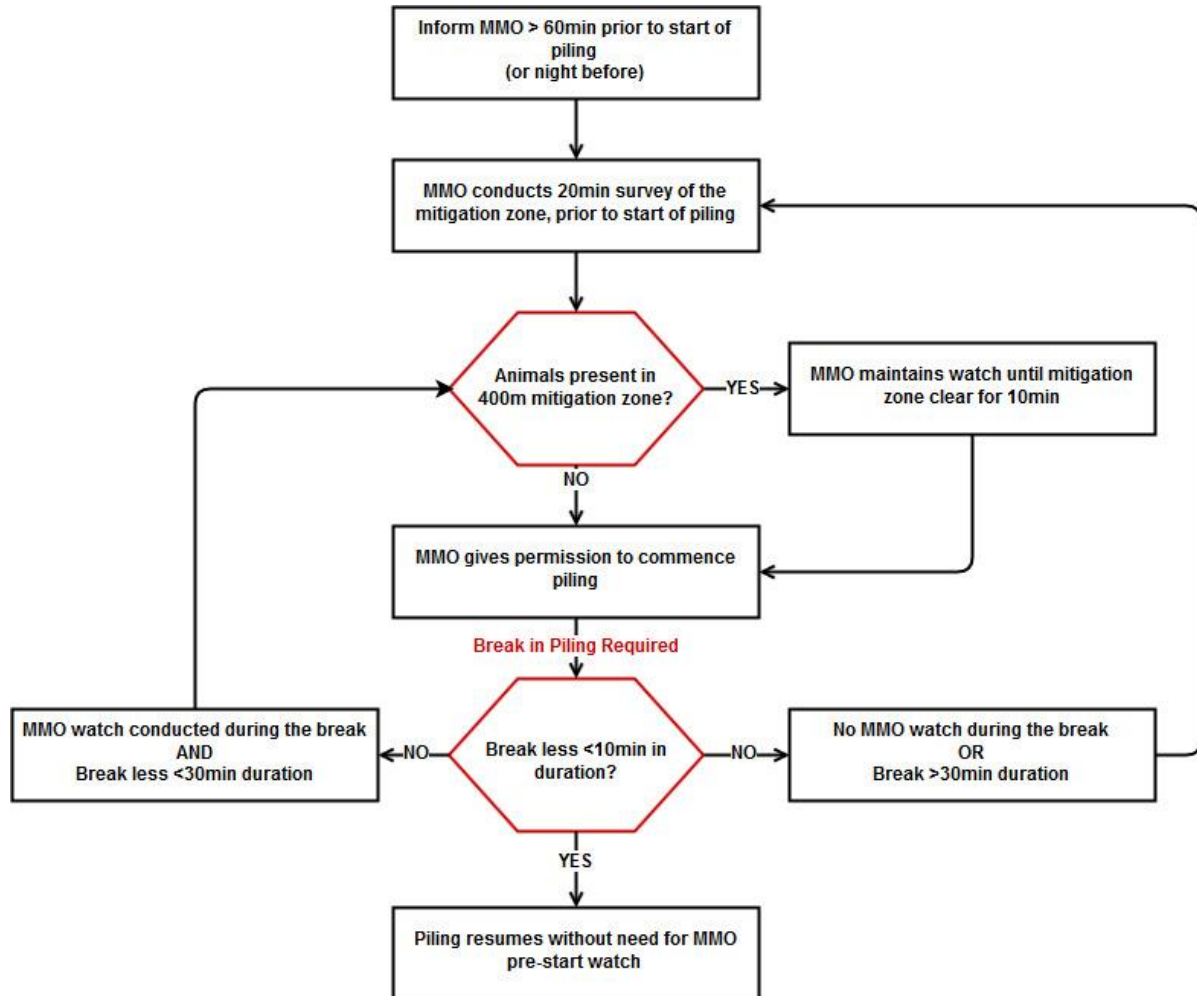 Inform MMO > 60min prior to start of
piling
(or night before)
MMO conducts 20min survey of the
mitigation zone, prior to start of piling
Animals present in
400m mitigation zone?
YES
MMO maintains watch until mitigation
zone clear for 10min
NO
MMO gives permission to commence
piling
Break in Piling Required
MMO watch conducted during the break
AND
Break less <30min duration
NO
Break less <10min in
duration?
NO
No MMO watch during the break
OR
Break >30min duration
YES
Piling resumes without need for MMO
pre-start watch